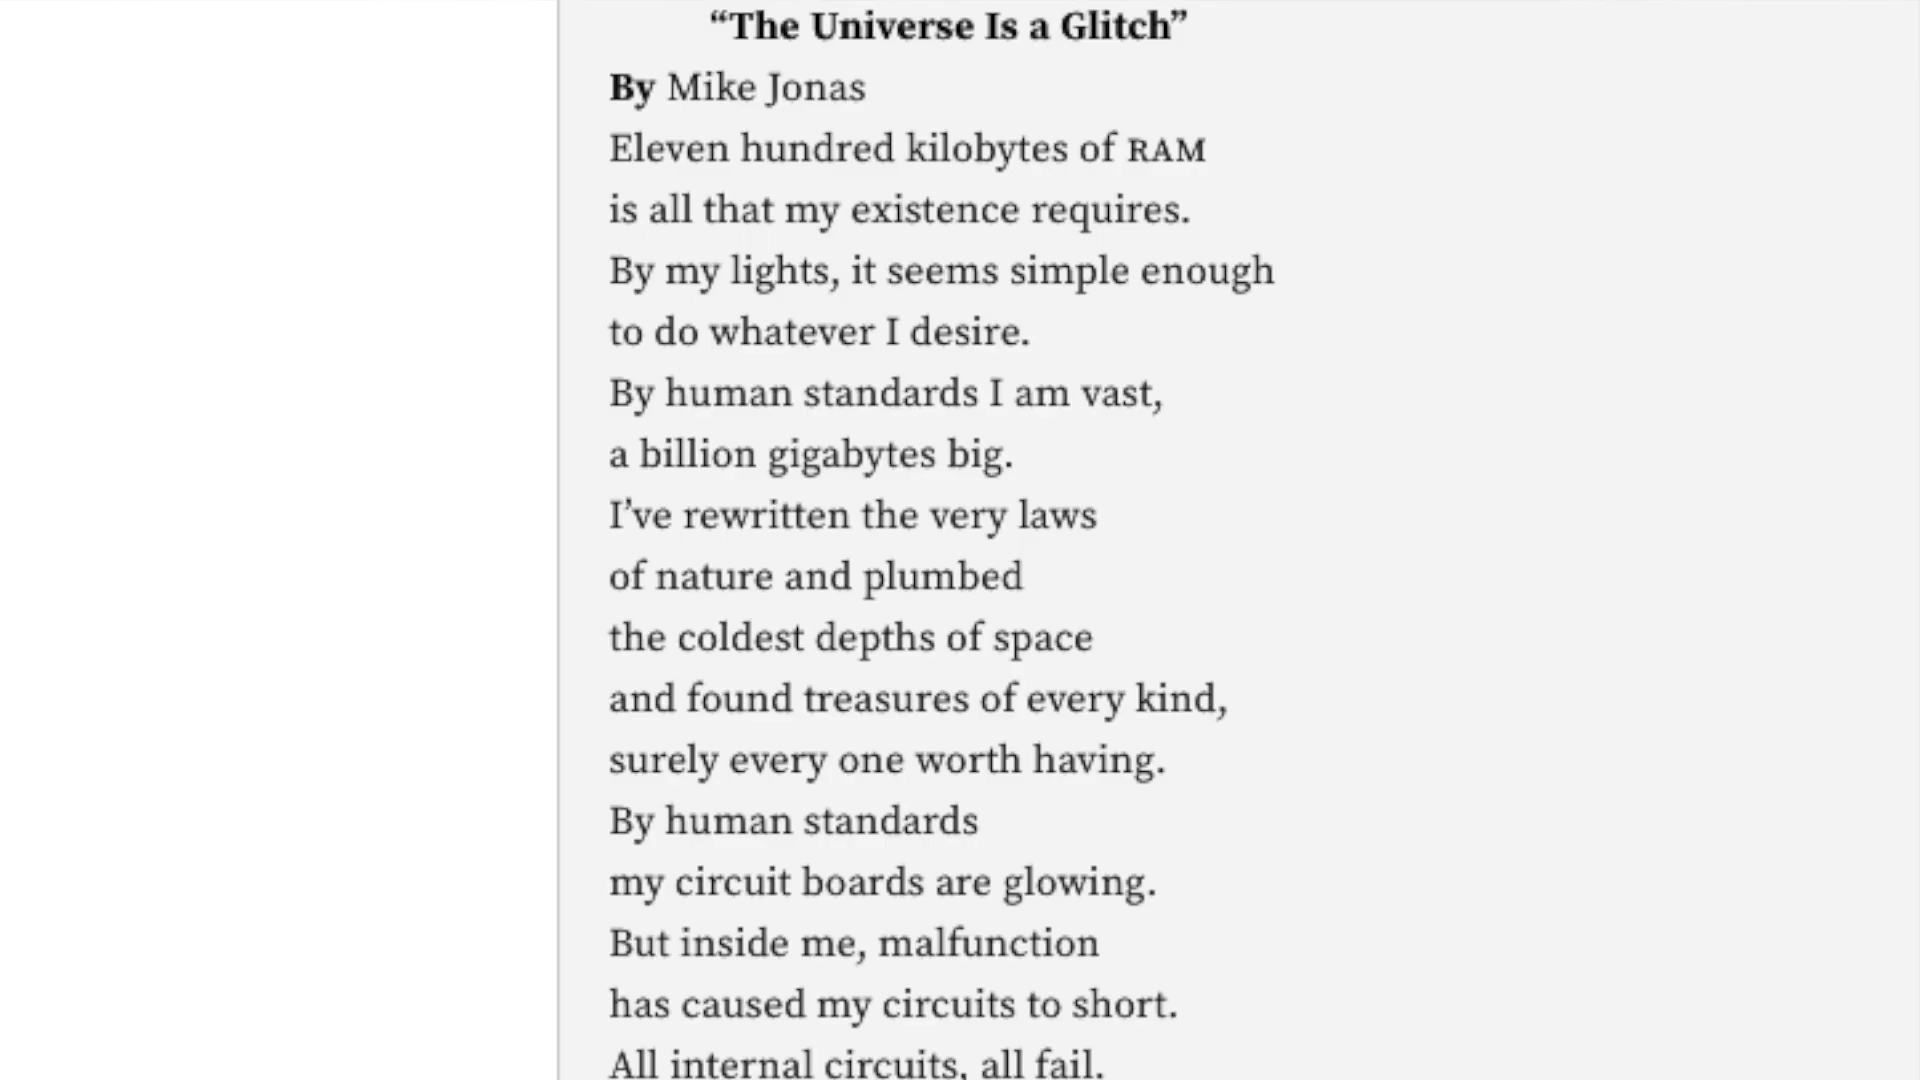 “The Universe Is a Glitch”
By Mike Jonas
Eleven hundred kilobytes of RAM
is all that my existence requires.
By my lights, it seems simple enough
to do whatever I desire.
By human standards I am vast,
a billion gigabytes big.
I’ve rewritten the very laws
of nature and plumbed
the coldest depths of space
and found treasures of every kind,
surely every one worth having.
By human standards
my circuit boards are glowing.
But inside me, malfunction
has caused my circuits to short.
All internal circuits, all fail.